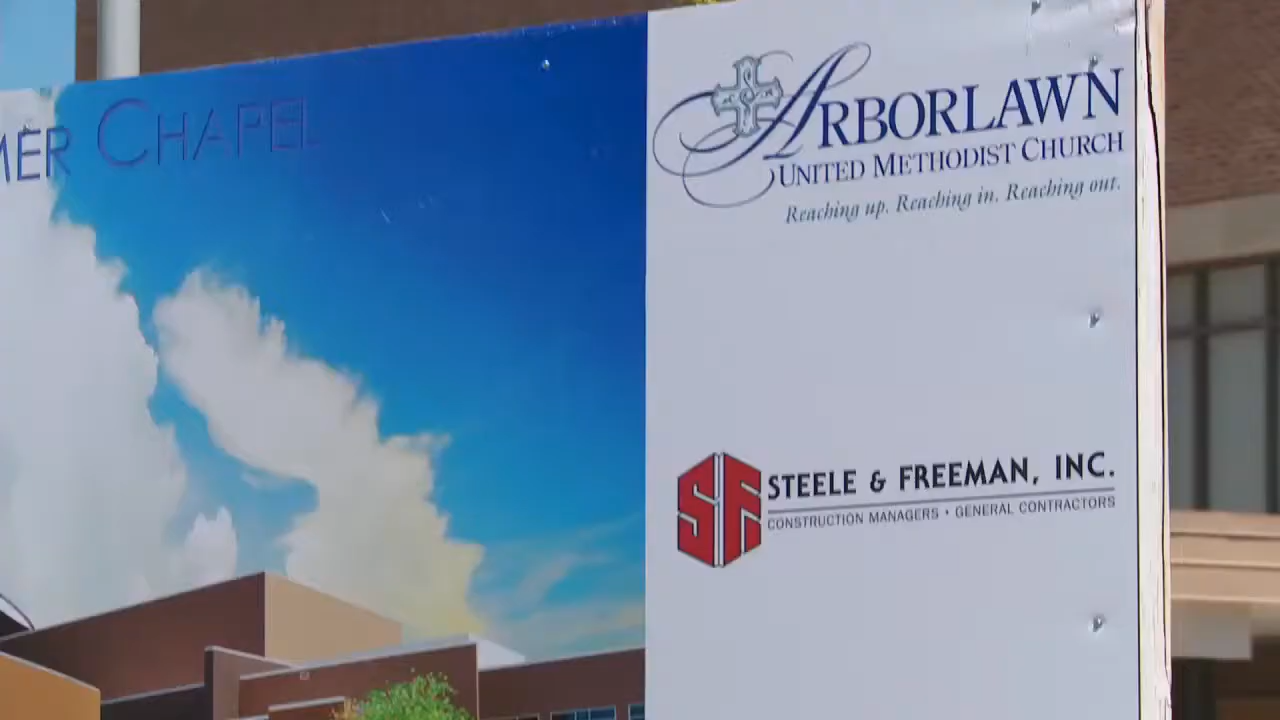 CHAPEL
ARBORLAWN
UNITED METHODIST CHURCH
Reaching up. Reaching in. Reaching out.
SF STEELE & FREEMAN, INC.
CONSTRUCTION MANAGERS • GENERAL CONTRACTORS